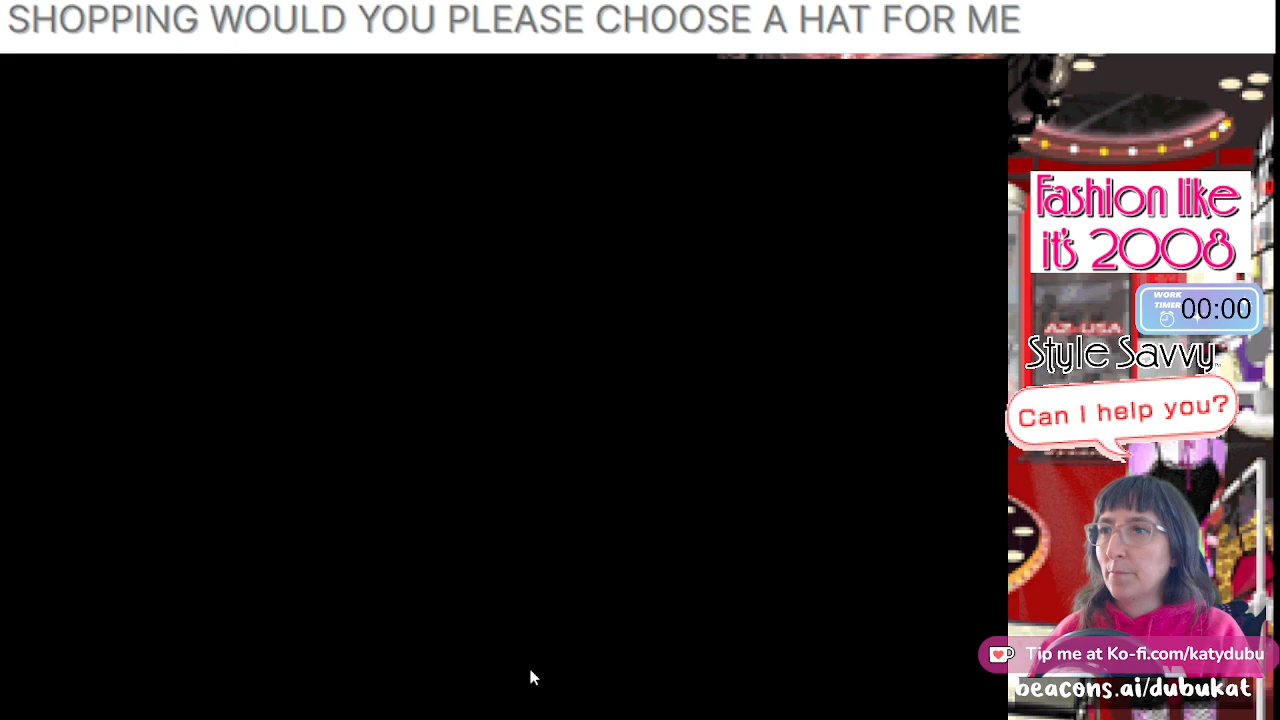 SHOPPING WOULD YOU PLEASE CHOOSE A HAT FOR ME
Fashion like
it's 2008
WORK
TIMER
00:00
Style Savvy
Can I help you?
Tip me at Ko-fi.com/katydubu
beacons.ai/dubukat